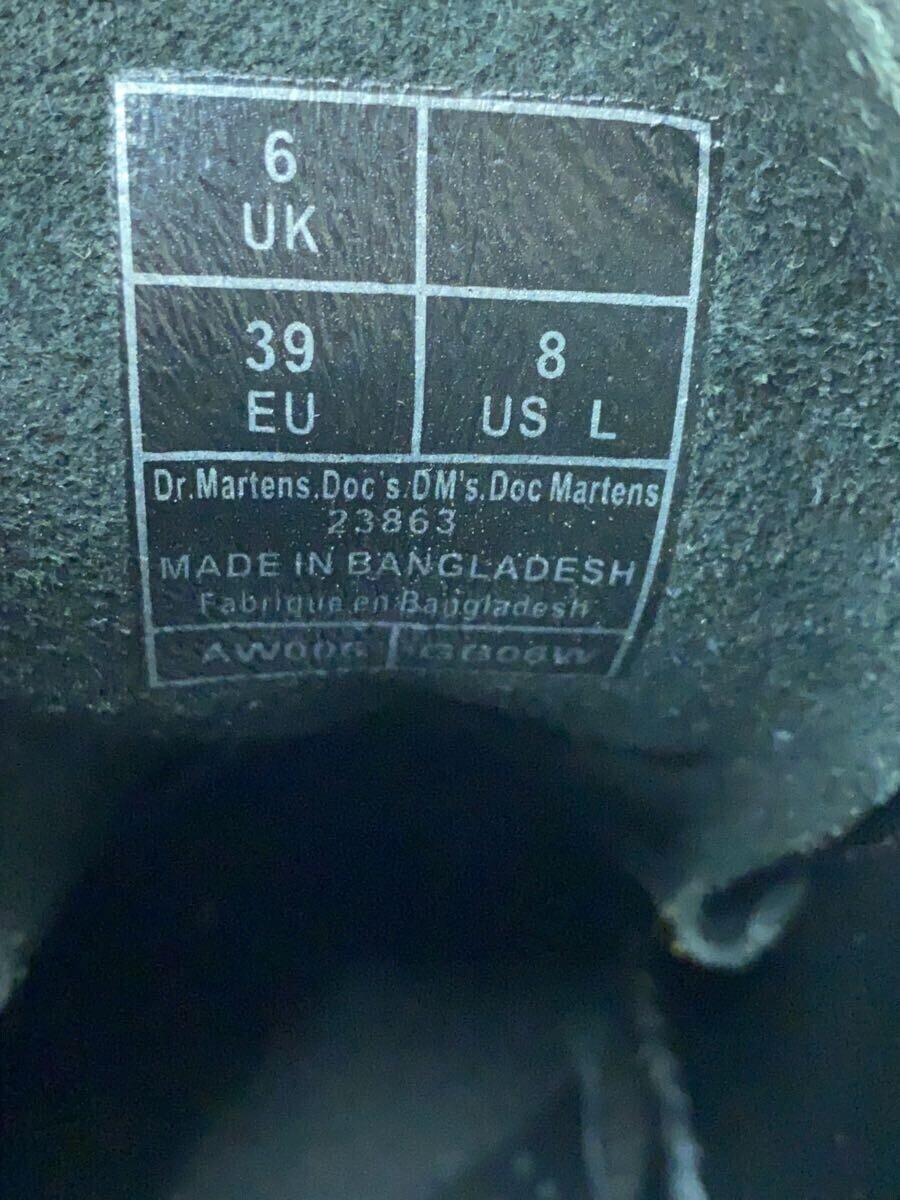 6
UK
39
EU
8
US L
Dr.Martens.Doc's.DM's.Doc Martens
23863
MADE IN BANGLADESH
Fabrique en Bangladesh